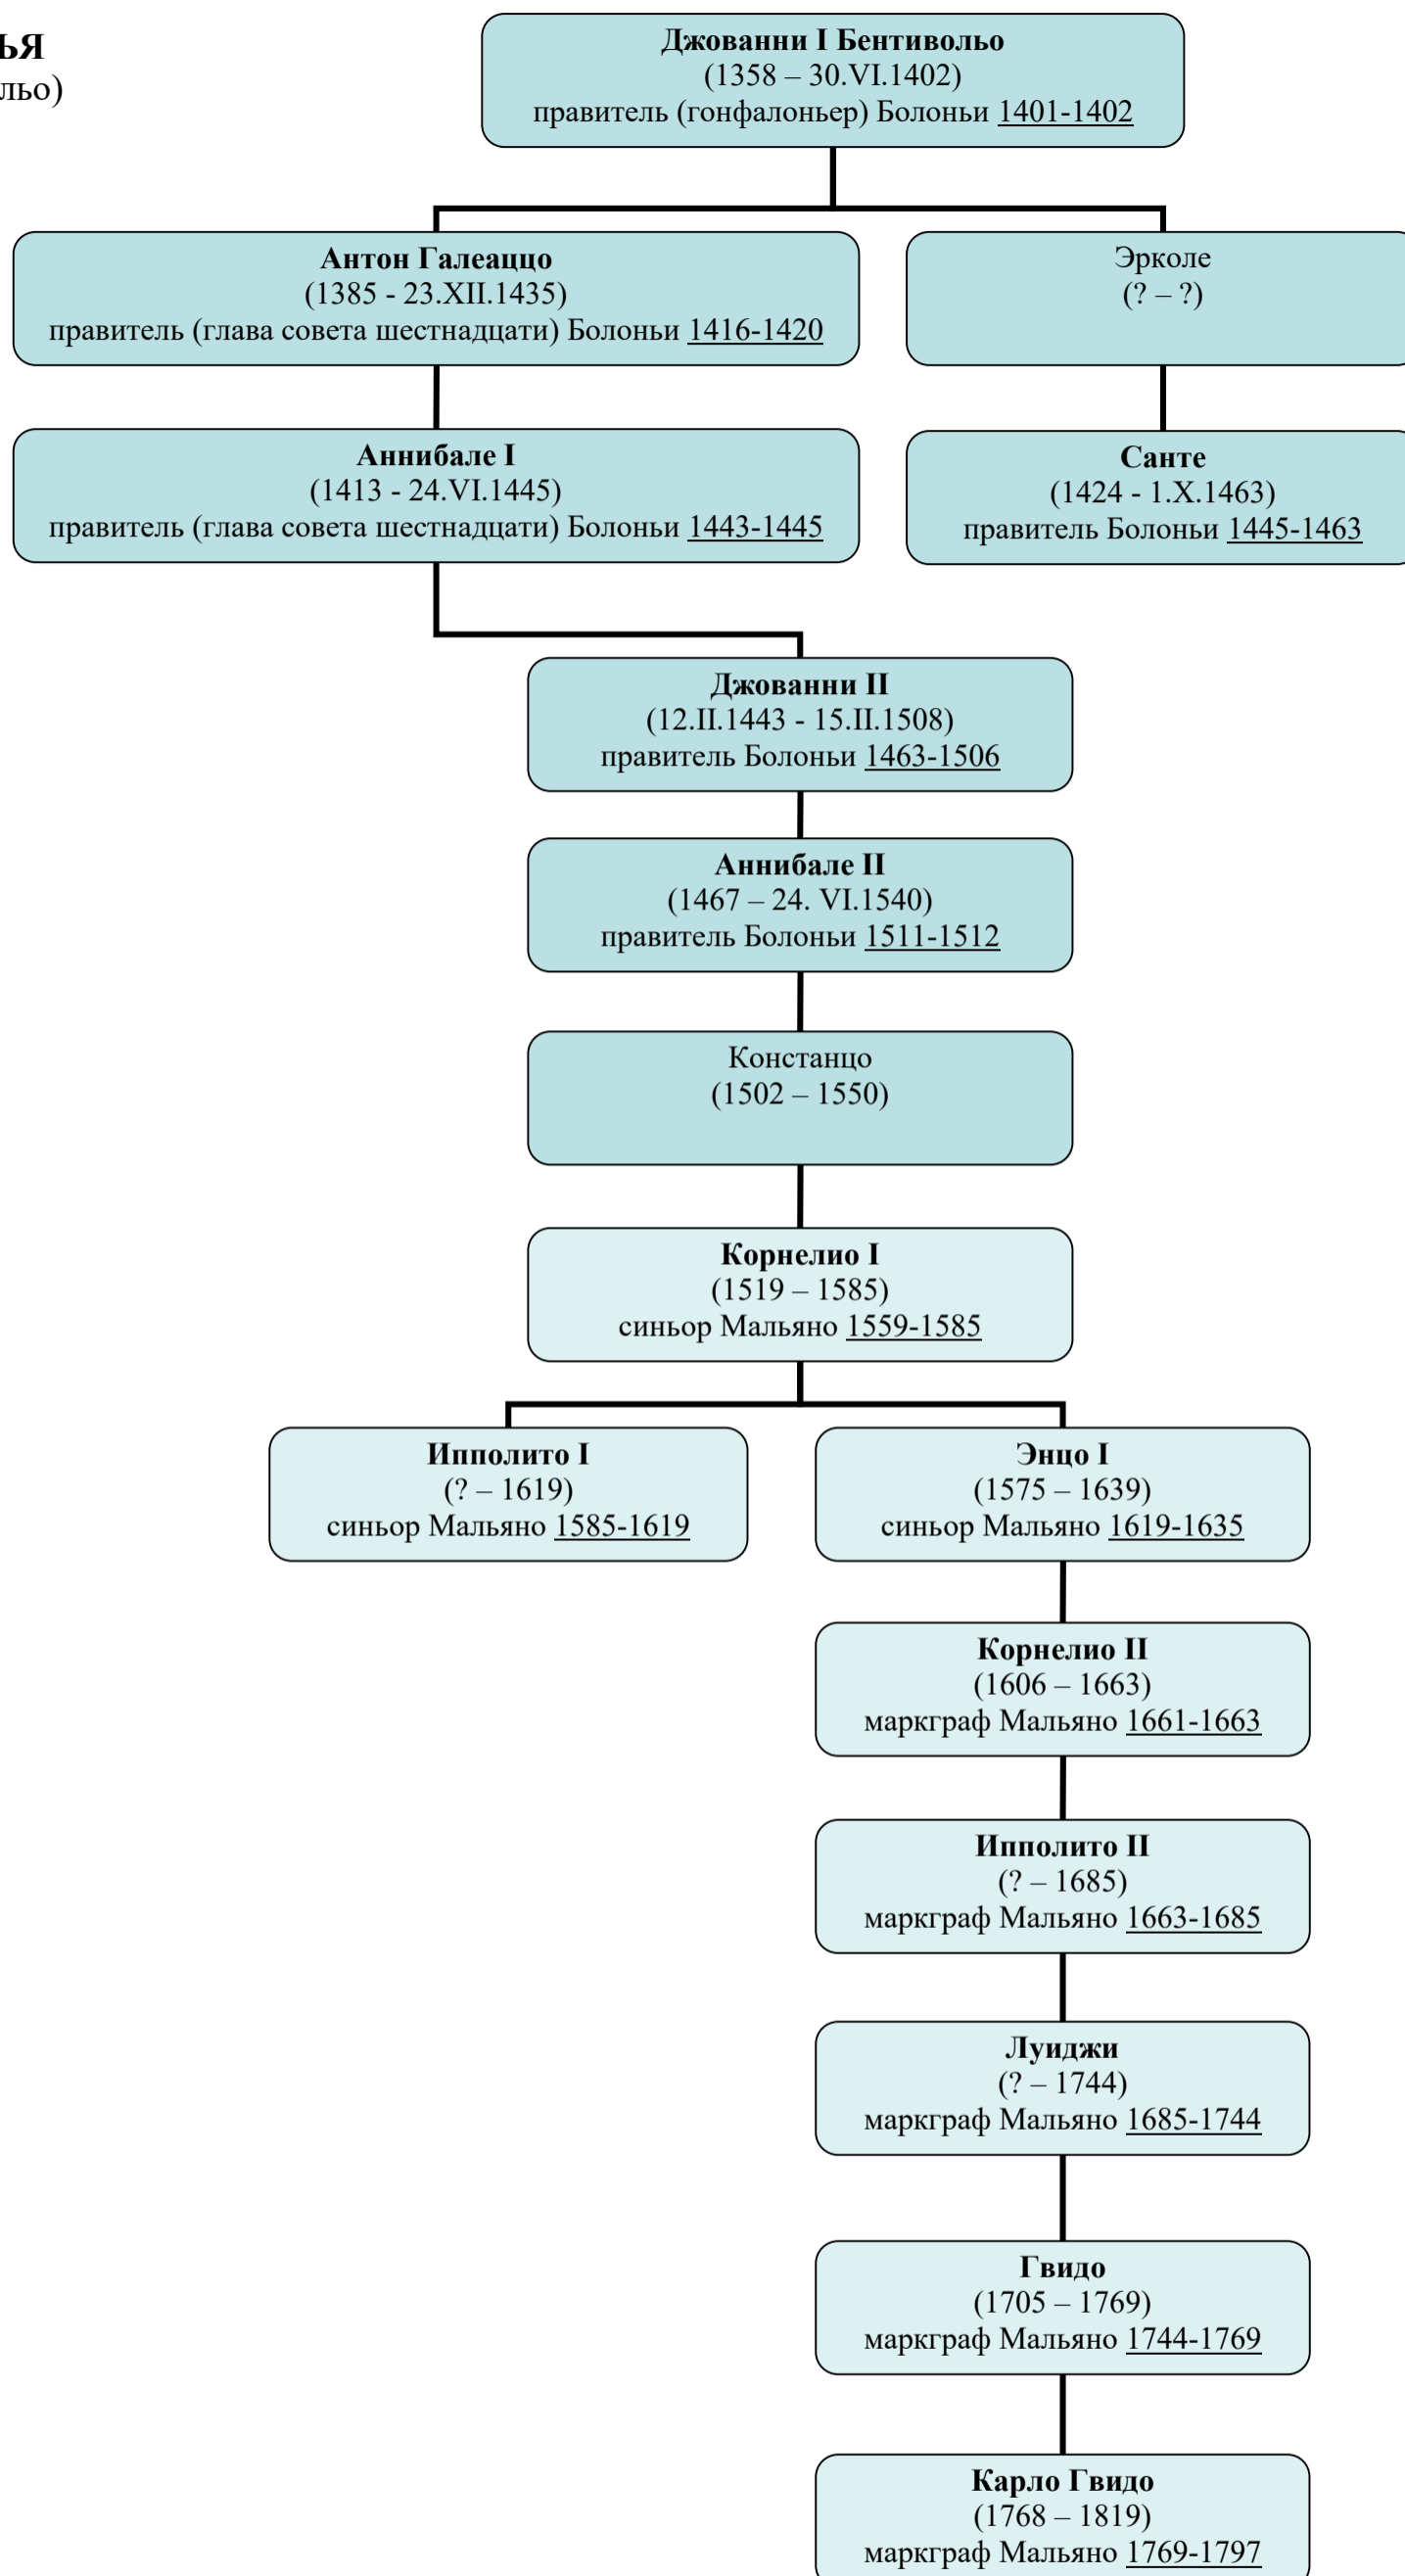 ЬЯ
льо)
Джованни I Бентивольо
(1358 – 30.VI.1402)
правитель (гонфалоньер) Болоньи 1401-1402
Антон Галеаццо
(1385 - 23.XII.1435)
правитель (глава совета шестнадцати) Болоньи 1416-1420
Эрколе
(? – ?)
Аннибале I
(1413 - 24.VI.1445)
правитель (глава совета шестнадцати) Болоньи 1443-1445
Санте
(1424 - 1.X.1463)
правитель Болоньи 1445-1463
Джованни II
(12.II.1443 - 15.II.1508)
правитель Болоньи 1463-1506
Аннибале II
(1467 – 24. VI.1540)
правитель Болоньи 1511-1512
Констанцо
(1502 – 1550)
Корнелио I
(1519 – 1585)
синьор Мальяно 1559-1585
Ипполито I
(? – 1619)
синьор Мальяно 1585-1619
Энцо I
(1575 – 1639)
синьор Мальяно 1619-1635
Корнелио II
(1606 – 1663)
маркграф Мальяно 1661-1663
Ипполито II
(? – 1685)
маркграф Мальяно 1663-1685
Луиджи
(? – 1744)
маркграф Мальяно 1685-1744
Гвидо
(1705 – 1769)
маркграф Мальяно 1744-1769
Карло Гвидо
(1768 – 1819)
маркграф Мальяно 1769-1797